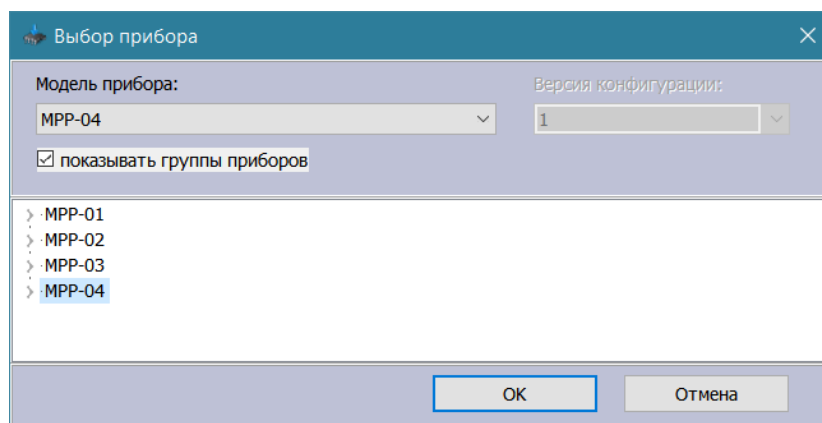 Выбор прибора
Модель прибора: Версия конфигурации:
МРР-04 1
показывать группы приборов
МРР-01
МРР-02
МРР-03
МРР-04
ОК Отмена